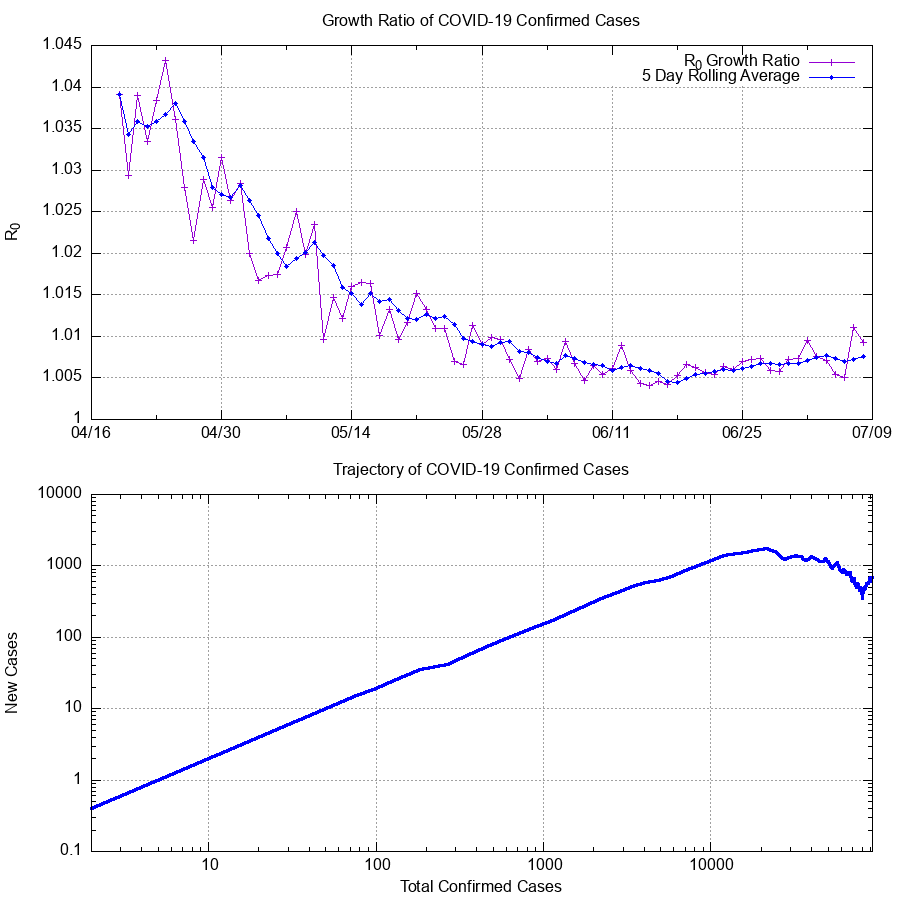 Growth Ratio of COVID-19 Confirmed Cases
1.045
1.04
1.035
1.03
1.025
1.02
1.015
1.01
1.005
1
R0
R0 Growth Ratio
5 Day Rolling Average
04/16 04/30 05/14 05/28 06/11 06/25 07/09
Trajectory of COVID-19 Confirmed Cases
10000
1000
100
10
1
0.1
New Cases
10 100 1000 10000
Total Confirmed Cases